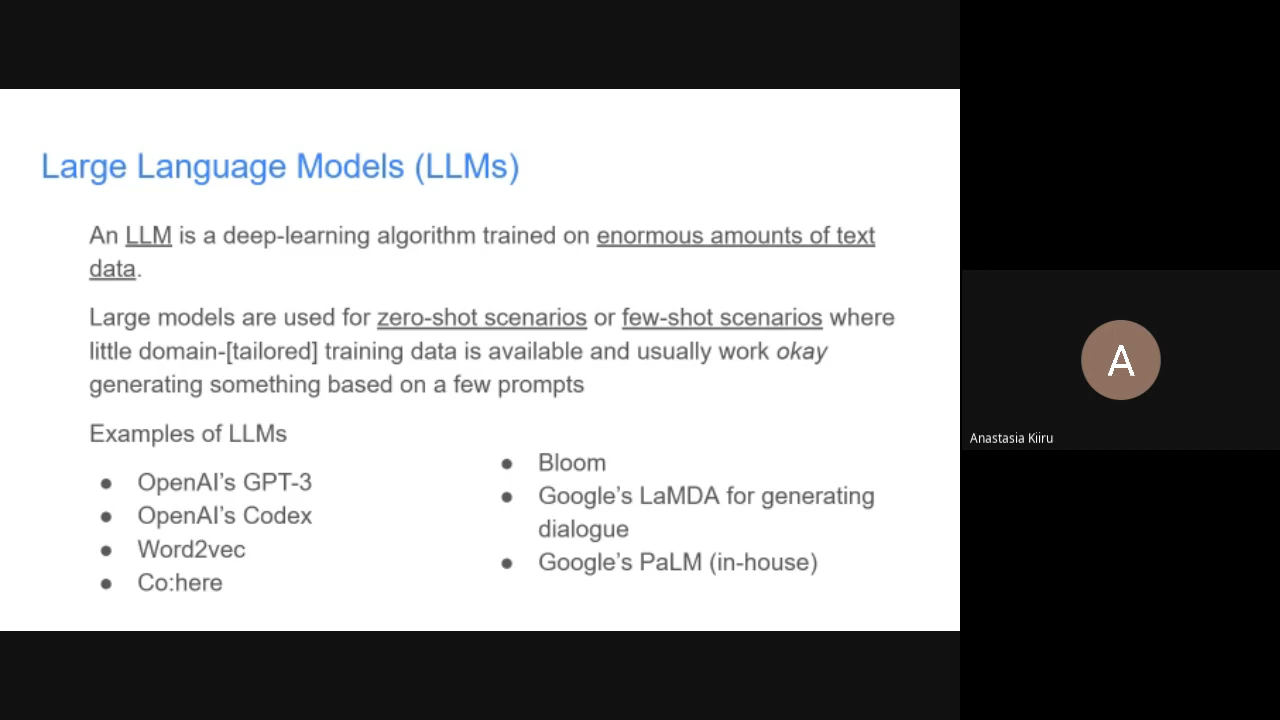 Large Language Models (LLMs)
An LLM is a deep-learning algorithm trained on enormous amounts of text
data.
Large models are used for zero-shot scenarios or few-shot scenarios where
little domain-[tailored] training data is available and usually work okay
generating something based on a few prompts
Examples of LLMs
● OpenAI’s GPT-3
● OpenAI’s Codex
● Word2vec
● Co:here
● Bloom
● Google’s LaMDA for generating
dialogue
● Google’s PaLM (in-house)
A
Anastasia Kiiru